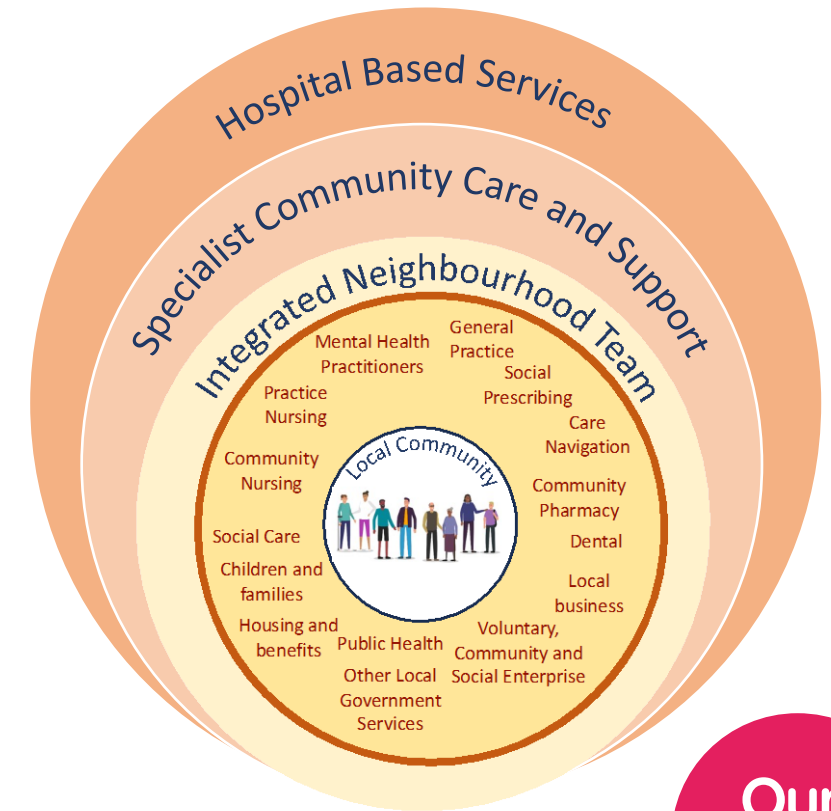 Hospital Based Services
Specialist Community Care and Support
Integrated Neighbourhood Team
Mental Health
Practitioners
General
Practice
Social
Prescribing
Care
Navigation
Community
Pharmacy
Dental
Local
business
Voluntary,
Community and
Social Enterprise
Other Local
Government
Services
Public Health
Housing and
benefits
Children and
families
Social Care
Community
Nursing
Practice
Nursing
Local Community
Our